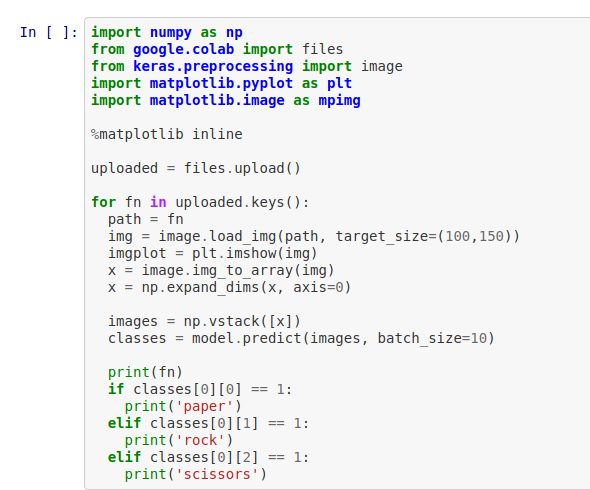 In [ ]: import numpy as np
from google.colab import files
from keras.preprocessing import image
import matplotlib.pyplot as plt
import matplotlib.image as mpimg

%matplotlib inline

uploaded = files.upload()

for fn in uploaded.keys():
  path = fn
  img = image.load_img(path, target_size=(100,150))
  imgplot = plt.imshow(img)
  x = image.img_to_array(img)
  x = np.expand_dims(x, axis=0)

  images = np.vstack([x])
  classes = model.predict(images, batch_size=10)

  print(fn)
  if classes[0][0] == 1:
    print('paper')
  elif classes[0][1] == 1:
    print('rock')
  elif classes[0][2] == 1:
    print('scissors')